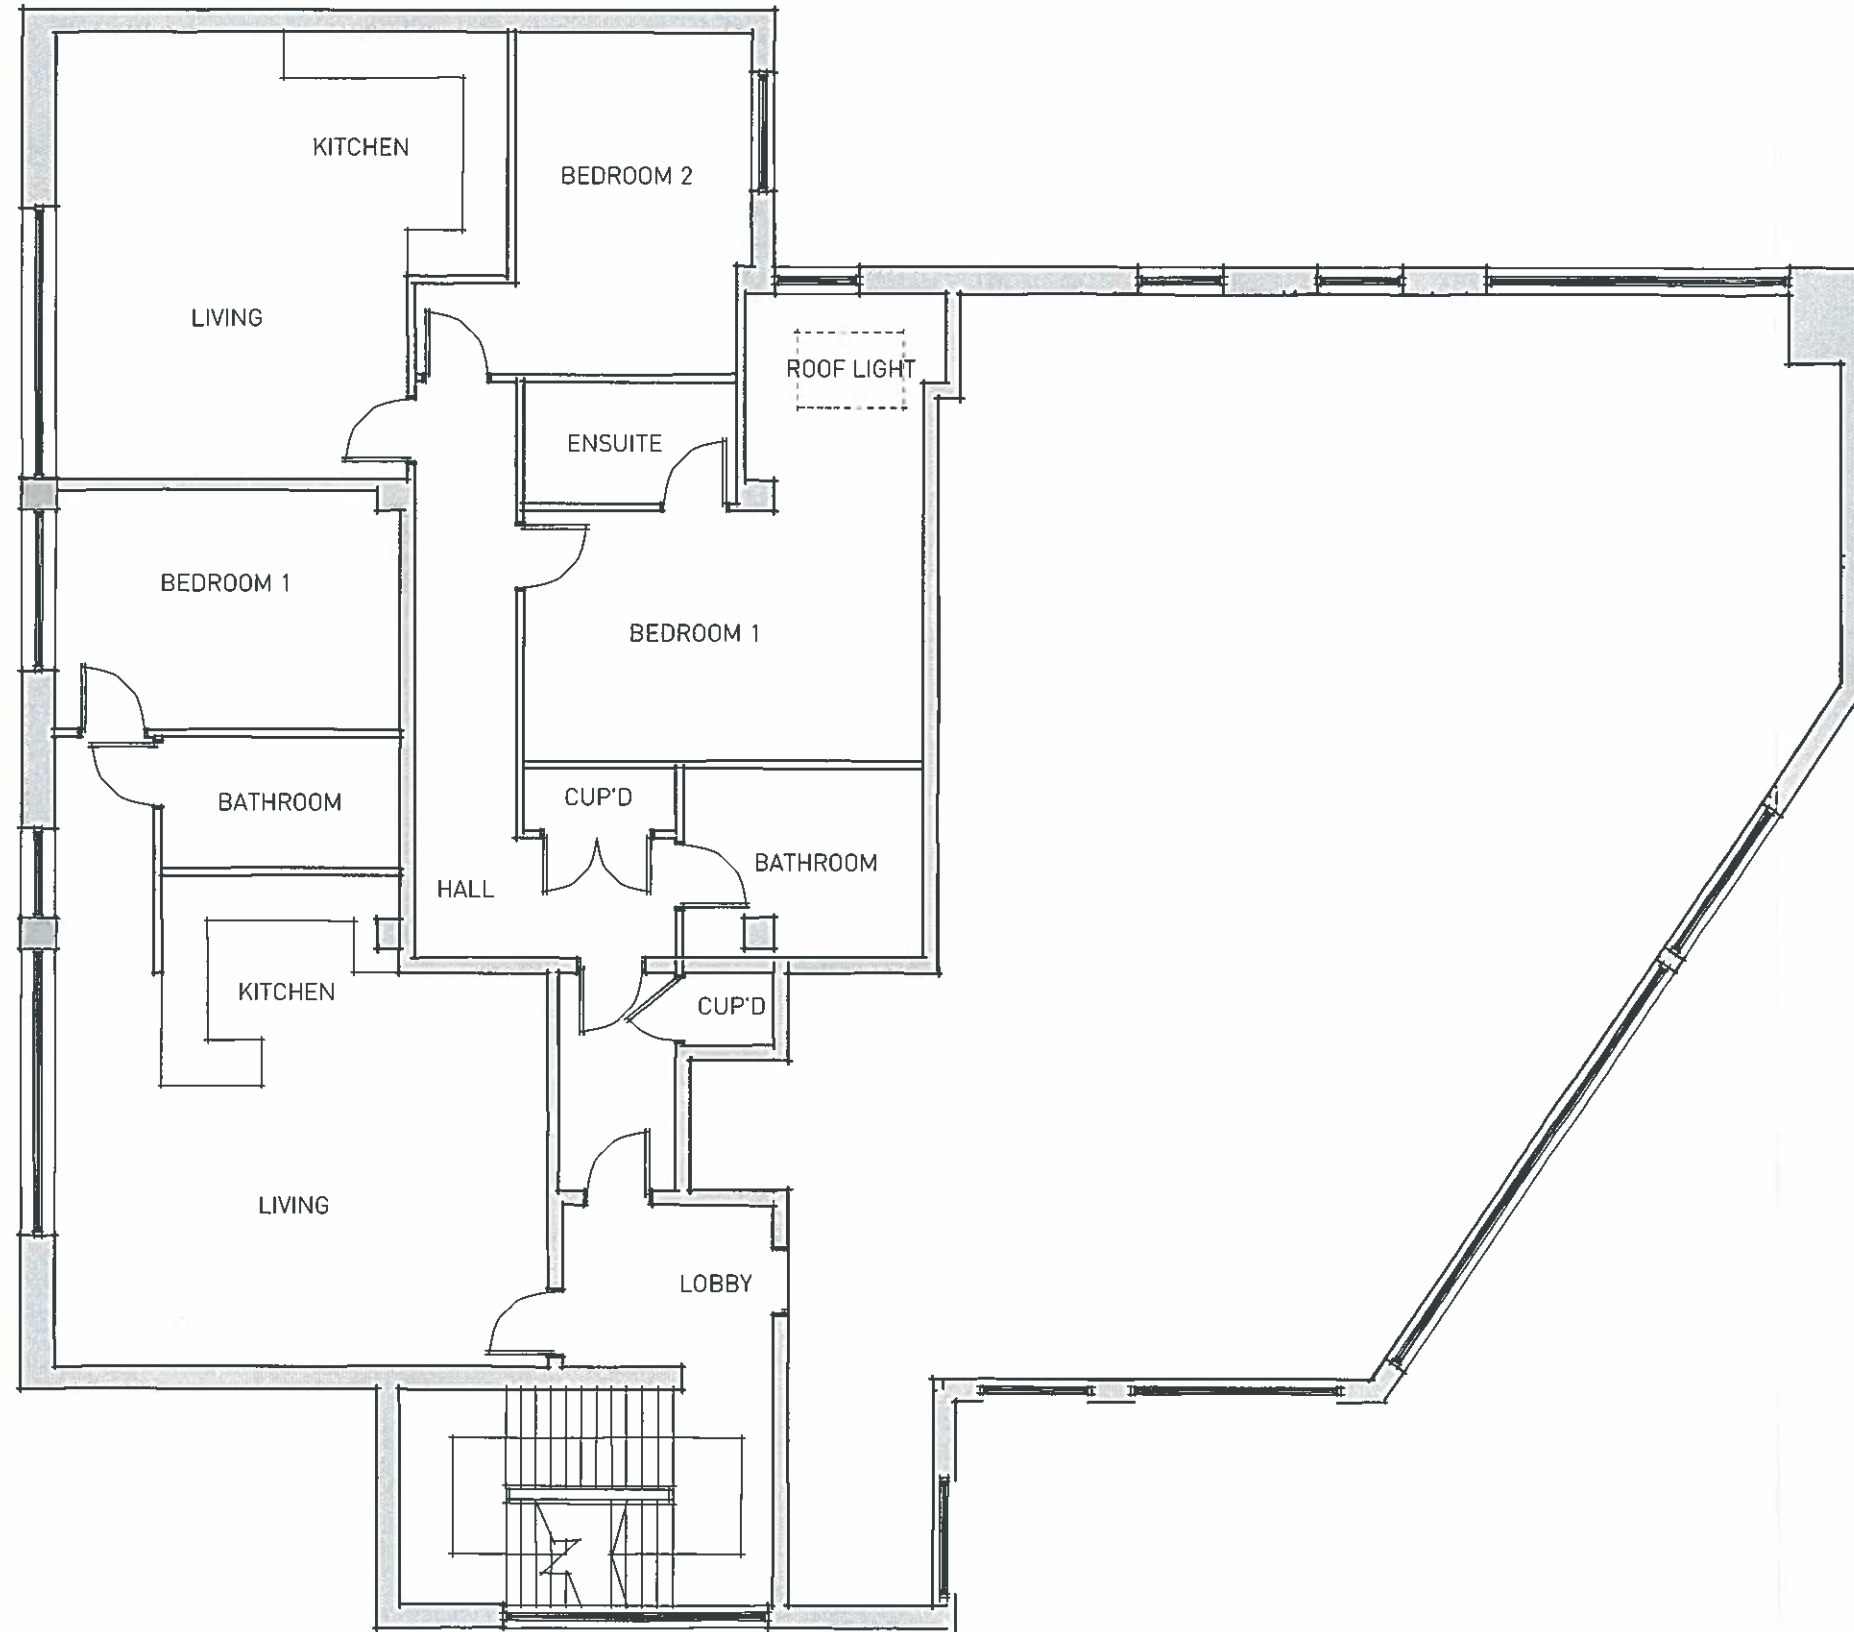 KITCHEN
BEDROOM 2
LIVING
ROOF LIGHT
ENSUITE
BEDROOM 1
BEDROOM 1
CUP'D
BATHROOM
BATHROOM
HALL
KITCHEN
CUP'D
LIVING
LOBBY